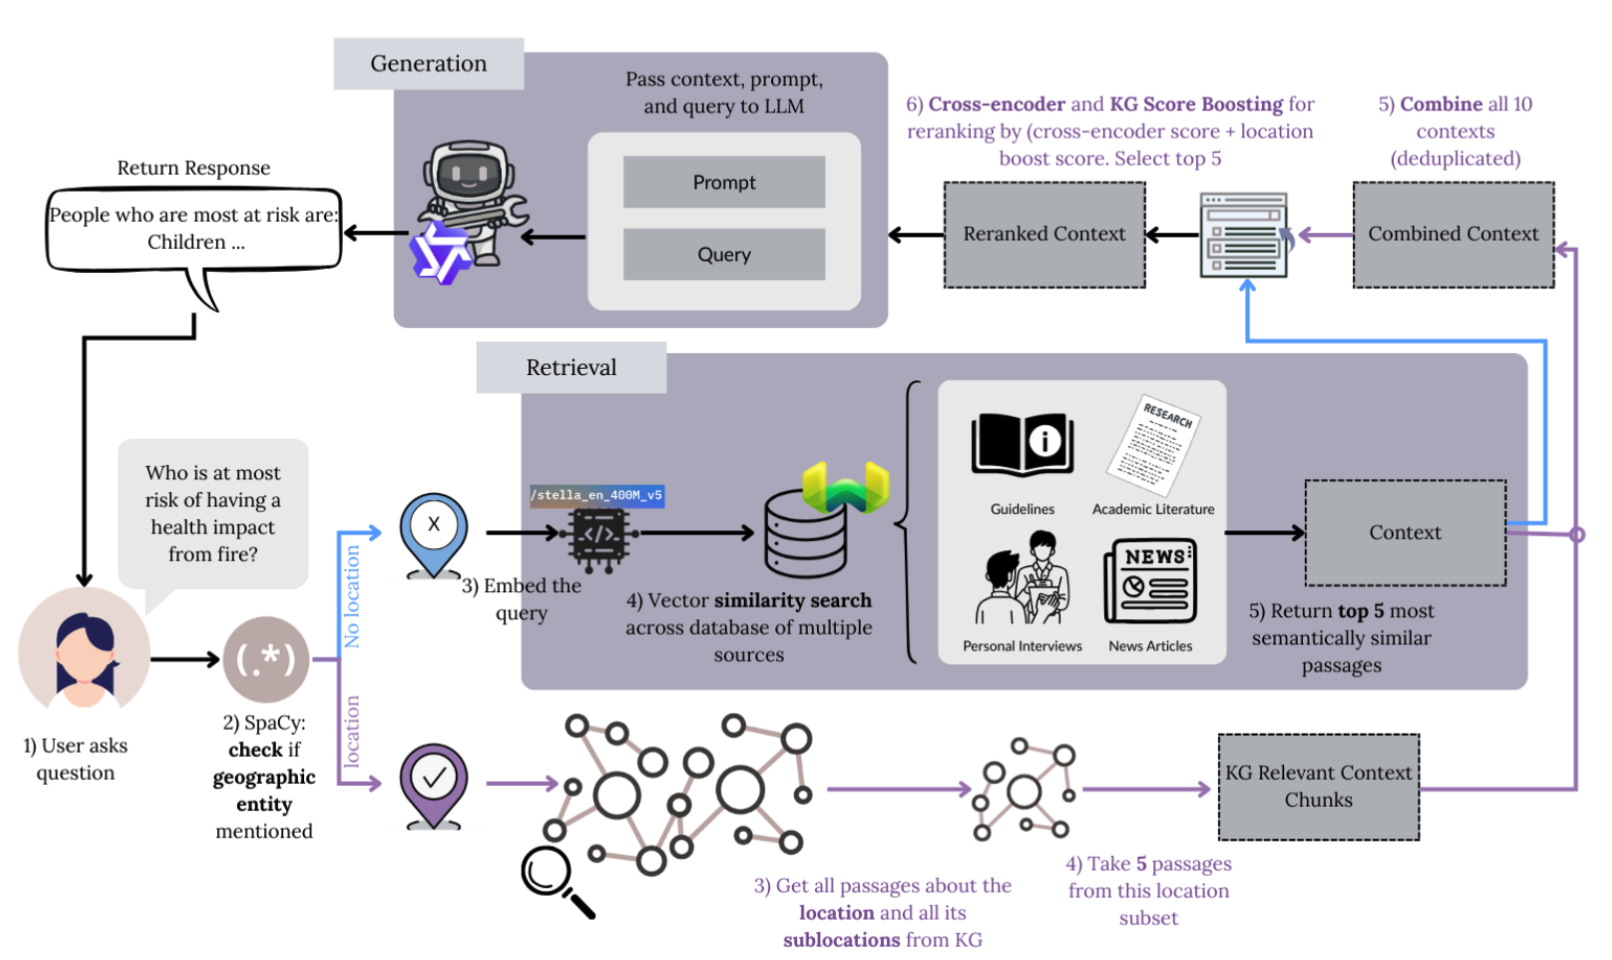 Generation
Pass context, prompt,
and query to LLM
Prompt
Query
6) Cross-encoder and KG Score Boosting for
reranking by (cross-encoder score + location
boost score. Select top 5
5) Combine all 10
contexts
(deduplicated)
Reranked Context
Combined Context
Return Response
People who are most at risk are:
Children ...
Retrieval
Who is at most
risk of having a
health impact
from fire?
1) User asks
question
(.*)
2) SpaCy:
check if
geographic
entity
mentioned
No location
location
X
/stella_en_400M_v5
</>
3) Embed the
query
4) Vector similarity search
across database of multiple
sources
i
Guidelines
RESEARCH
Academic Literature
Personal Interviews
NEWS
News Articles
Context
5) Return top 5 most
semantically similar
passages
3) Get all passages about the
location and all its
sublocations from KG
4) Take 5 passages
from this location
subset
KG Relevant Context
Chunks